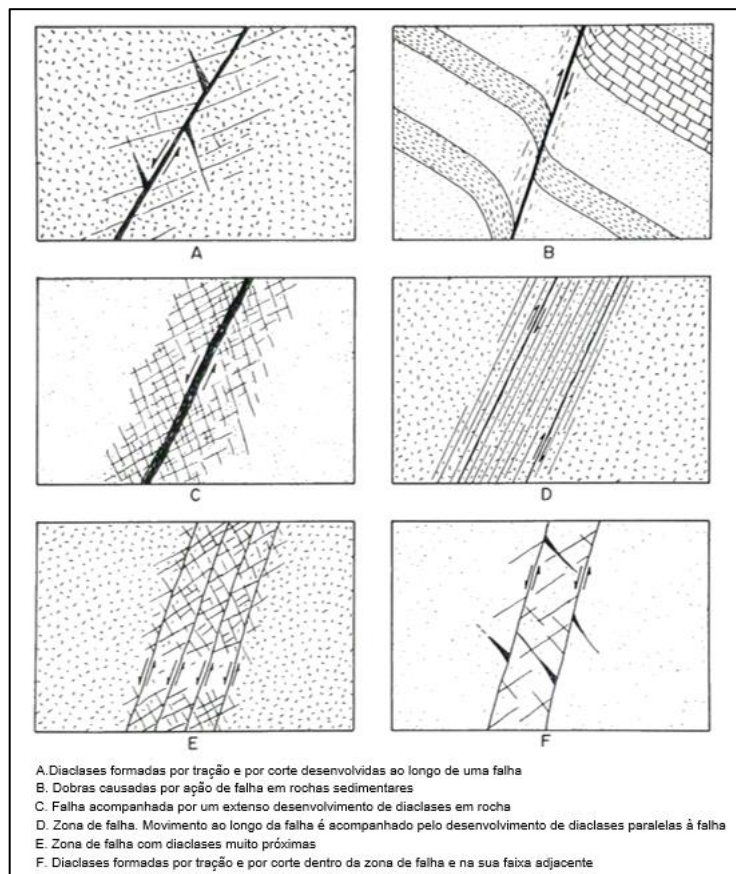 A
B
C
D
E
F
A.Diaclases formadas por tração e por corte desenvolvidas ao longo de uma falha
B. Dobras causadas por ação de falha em rochas sedimentares
C. Falha acompanhada por um extenso desenvolvimento de diaclases em rocha
D. Zona de falha. Movimento ao longo da falha é acompanhado pelo desenvolvimento de diaclases paralelas à falha
E. Zona de falha com diaclases muito próximas
F. Diaclases formadas por tração e por corte dentro da zona de falha e na sua faixa adjacente